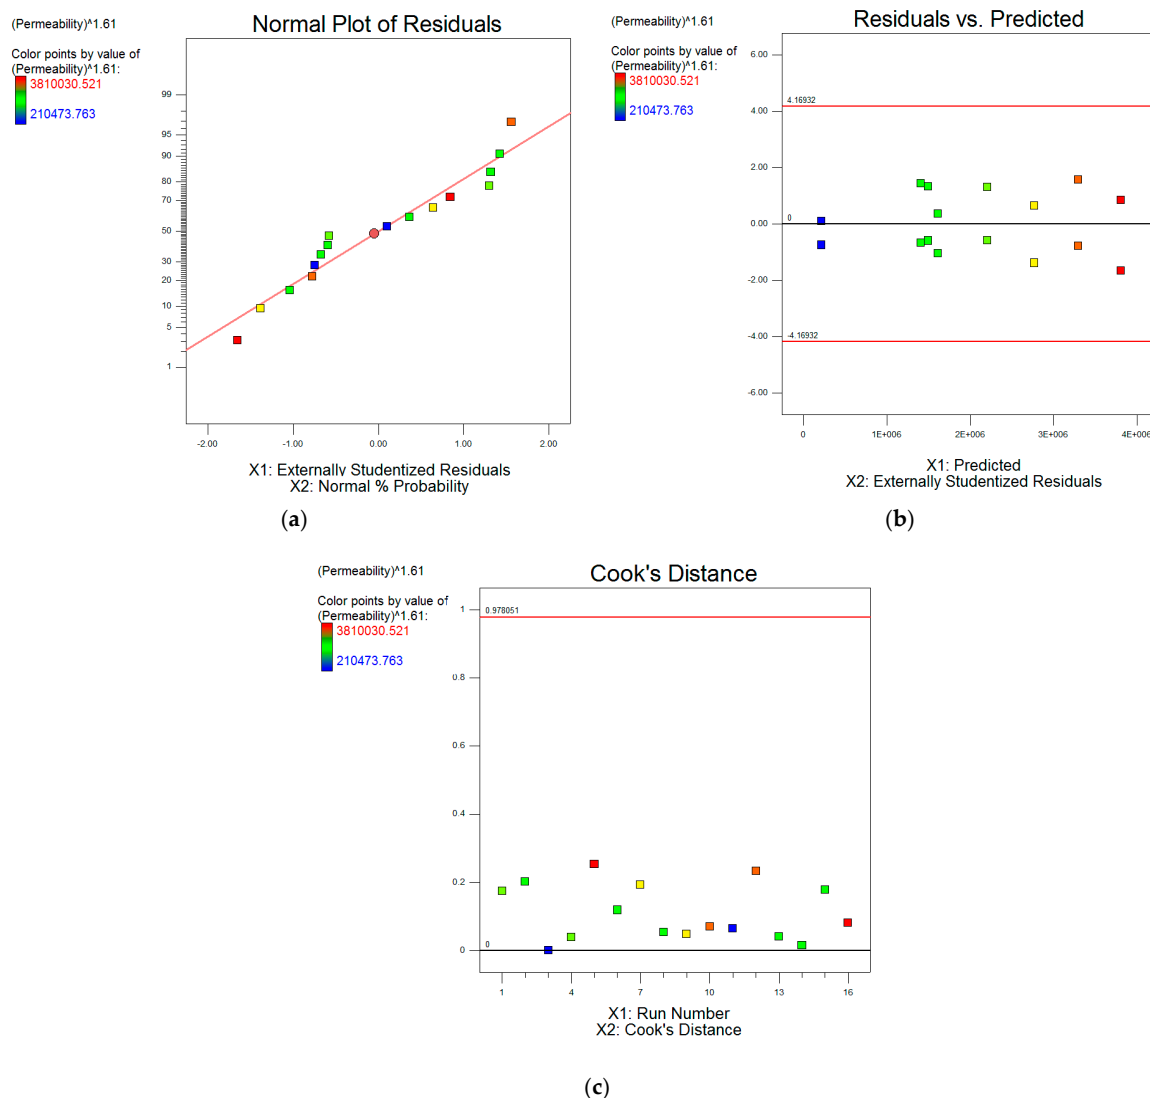 (Permeability)^1.61
Normal Plot of Residuals
Color points by value of
(Permeability)^1.61:
3810030.521
210473.763
99
95
90
80
70
50
30
20
10
5
1
-2.00 -1.00 0.00 1.00 2.00
X1: Externally Studentized Residuals
X2: Normal % Probability
(a)
(Permeability)^1.61
Residuals vs. Predicted
Color points by value of
(Permeability)^1.61:
3810030.521
210473.763
6.00
4.00
2.00
0.00
-2.00
-4.00
-6.00
4.16932
0
-4.16932
0 1E+006 2E+006 3E+006 4E+006
X1: Predicted
X2: Externally Studentized Residuals
(b)
(Permeability)^1.61
Cook's Distance
Color points by value of
(Permeability)^1.61:
3810030.521
210473.763
1
0.8
0.6
0.4
0.2
0
0.978051
0
1 4 7 10 13 16
X1: Run Number
X2: Cook's Distance
(c)